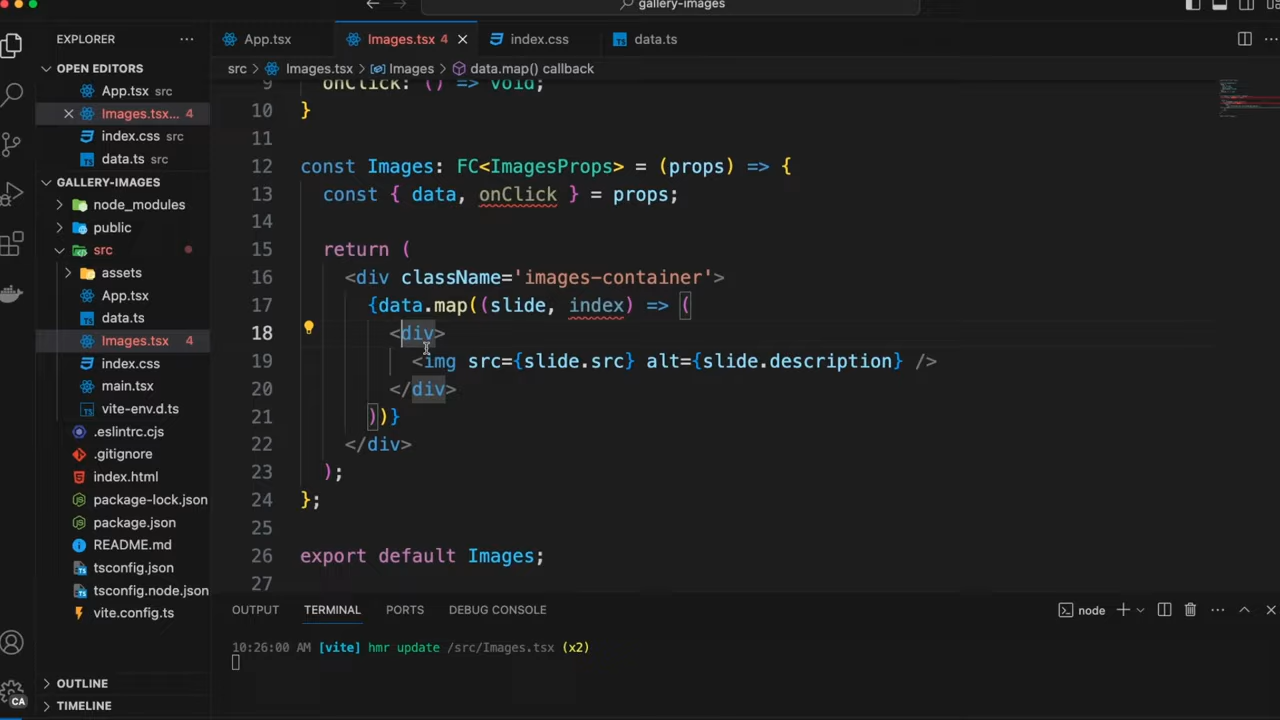 gallery-images
EXPLORER
OPEN EDITORS
App.tsx src
Images.tsx... 4
index.css src
data.ts src
GALLERY-IMAGES
node_modules
public
src
assets
App.tsx
data.ts
Images.tsx 4
index.css
main.tsx
vite-env.d.ts
.eslintrc.cjs
.gitignore
index.html
package-lock.json
package.json
README.md
tsconfig.json
tsconfig.node.json
vite.config.ts
OUTLINE
TIMELINE
CA
App.tsx Images.tsx 4 index.css data.ts
src Images.tsx Images data.map() callback
9 onClick: () => void;
10 }
11
12 const Images: FC<ImagesProps> = (props) => {
13 const { data, onClick } = props;
14
15 return (
16 <div className='images-container'>
17 {data.map((slide, index) => (
18 <div>
19 <img src={slide.src} alt={slide.description} />
20 </div>
21 ))}
22 </div>
23 );
24 };
25
26 export default Images;
27
OUTPUT TERMINAL PORTS DEBUG CONSOLE node
10:26:00 AM [vite] hmr update /src/Images.tsx (x2)